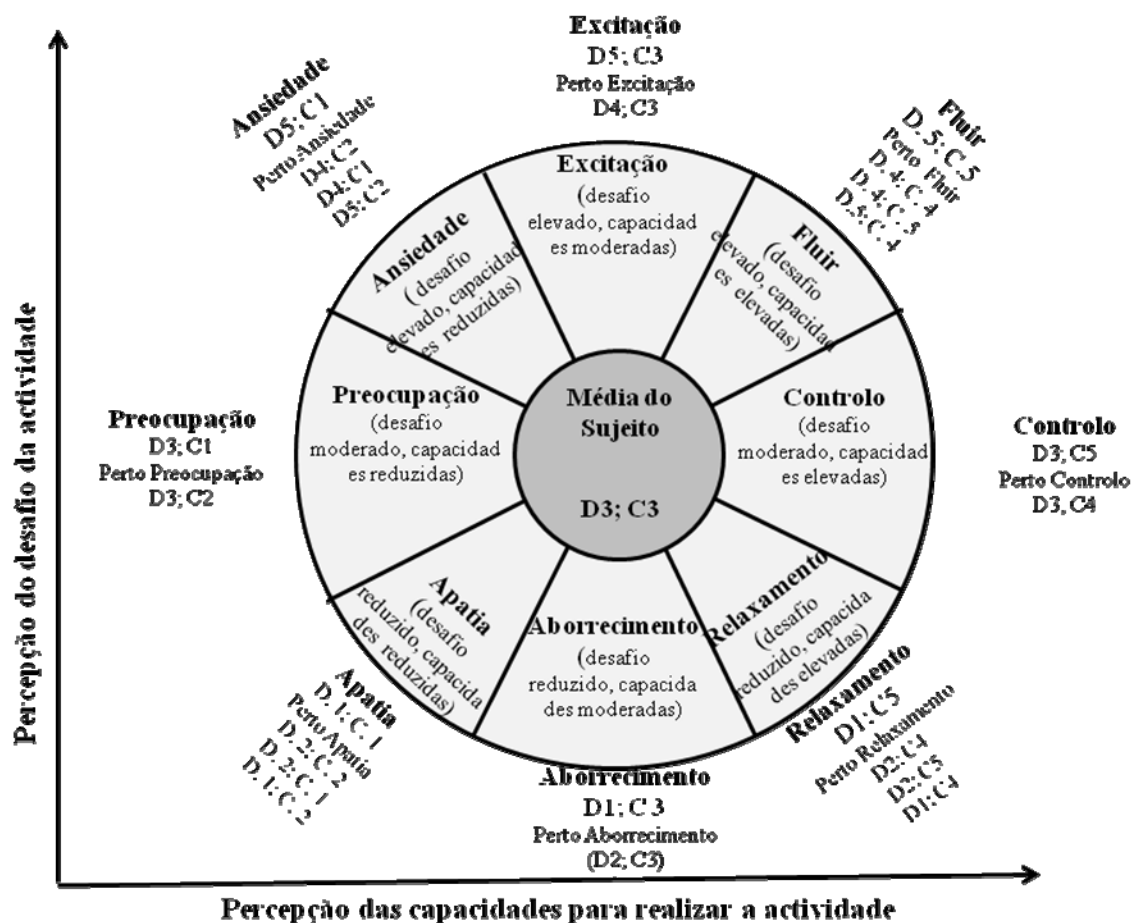 Excitação
D5; C3
Perto Excitação
D4; C3
Ansiedade
D5; C1
Perto Ansiedade
D4; C2
D4; C1
D5; C2
Fluir
D. 5; C. 5
Perto Fluir
D. 4; C. 4
D. 4; C. 5
D. 5; C. 4
Excitação
(desafio
elevado, capacidad
es moderadas)
Ansiedade
( desafio
elevado, capacidad
es reduzidas)
Fluir
(desafio
elevado, capacidad
es elevadas)
Preocupação
(desafio
moderado, capacidad
es reduzidas)
Média do
Sujeito
D3; C3
Controlo
(desafio
moderado, capacidad
es elevadas)
Preocupação
D3; C1
Perto Preocupação
D3; C2
Controlo
D3; C5
Perto Controlo
D3, C4
Apatia
(desafio
reduzido, capacida
des reduzidas)
Aborrecimento
(desafio
reduzido, capacida
des moderadas)
Relaxamento
(desafio
reduzido, capacida
des elevadas)
Apatia
D. 1; C. 1
Perto Apatia
D. 2; C. 2
D. 2; C. 1
D. 1; C. 2
Aborrecimento
D1; C3
Perto Aborrecimento
(D2; C3)
Relaxamento
D1; C5
Perto Relaxamento
D2; C4
D2; C5
D1; C4
Percepção do desafio da actividade
Percepção das capacidades para realizar a actividade